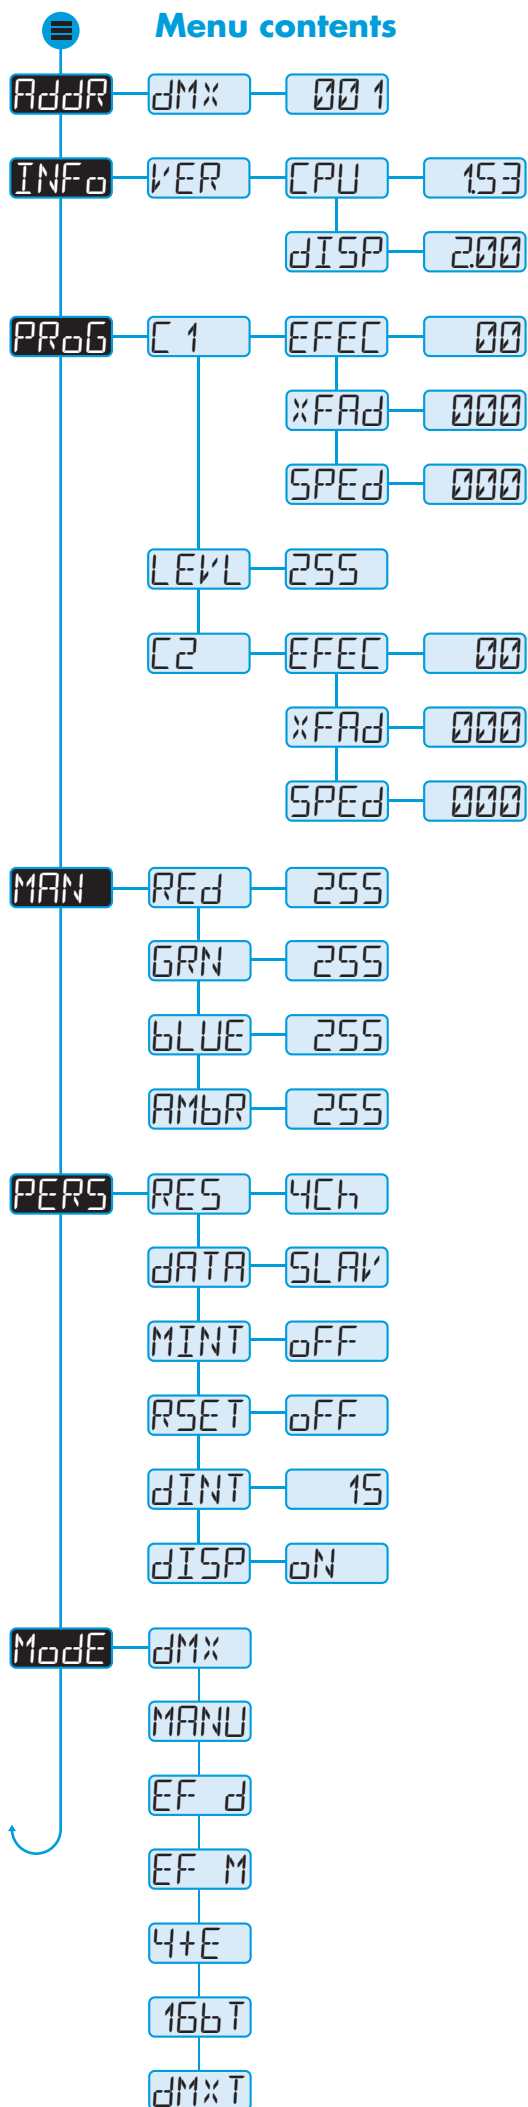 Menu contents
AddR dMX 001
INFo VER CPU 1.53
dISP 2.00
PRoG C 1 EFEC 00
XFAd 000
SPEd 000
LEVL 255
C2 EFEC 00
XFAd 000
SPEd 000
MAN REd 255
GRN 255
bLUE 255
AMbR 255
PERS RES 4Ch
dATA SLAV
MINT oFF
RSET oFF
dINT 15
dISP oN
ModE dMX
MANU
EF d
EF M
4+E
16bT
dMXT